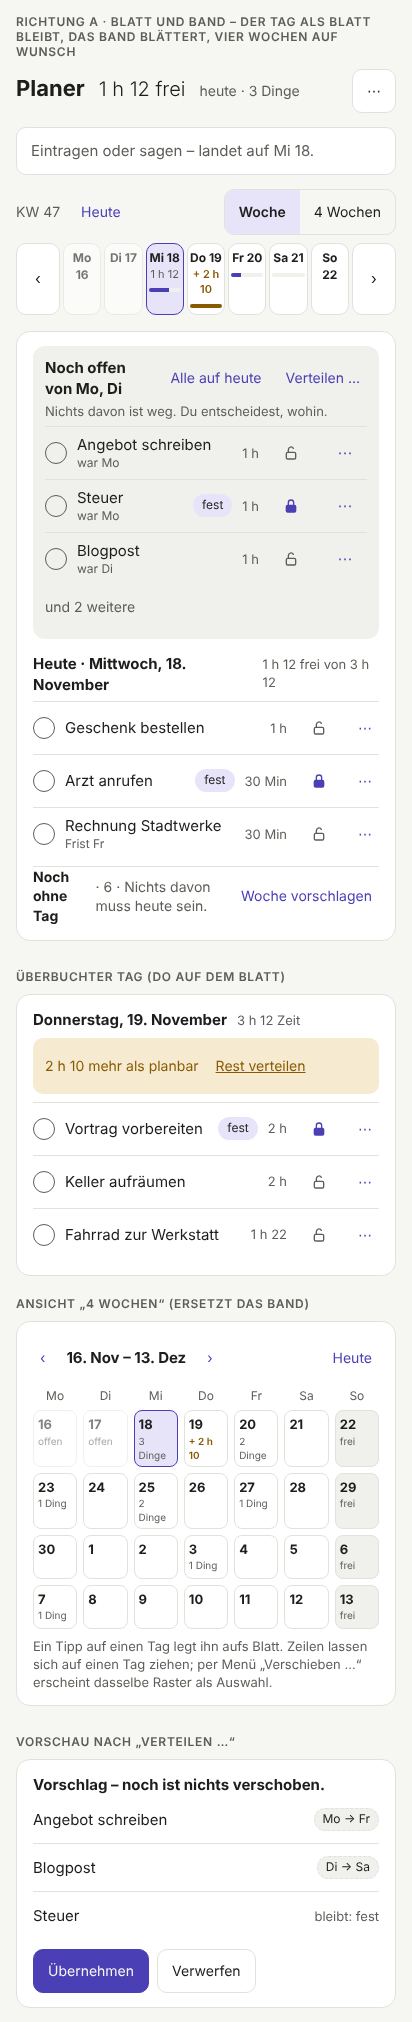 RICHTUNG A · BLATT UND BAND – DER TAG ALS BLATT
BLEIBT, DAS BAND BLÄTTERT, VIER WOCHEN AUF
WUNSCH
Planer 1 h 12 frei heute · 3 Dinge ···
Eintragen oder sagen – landet auf Mi 18.
KW 47 Heute Woche 4 Wochen
‹ Mo 16 Di 17 Mi 18 1 h 12 Do 19 + 2 h 10 Fr 20 Sa 21 So 22 ›
Noch offen
von Mo, Di
Alle auf heute Verteilen ...
Nichts davon ist weg. Du entscheidest, wohin.
Angebot schreiben 1 h ···
war Mo
Steuer fest 1 h ···
war Mo
Blogpost 1 h ···
war Di
und 2 weitere
Heute · Mittwoch, 18.
November
1 h 12 frei von 3 h
12
Geschenk bestellen 1 h ···
Arzt anrufen fest 30 Min ···
Rechnung Stadtwerke 30 Min ···
Frist Fr
Noch
ohne
Tag
· 6 · Nichts davon
muss heute sein.
Woche vorschlagen
ÜBERBUCHTER TAG (DO AUF DEM BLATT)
Donnerstag, 19. November 3 h 12 Zeit
2 h 10 mehr als planbar Rest verteilen
Vortrag vorbereiten fest 2 h ···
Keller aufräumen 2 h ···
Fahrrad zur Werkstatt 1 h 22 ···
ANSICHT „4 WOCHEN“ (ERSETZT DAS BAND)
‹ 16. Nov – 13. Dez › Heute
Mo Di Mi Do Fr Sa So
16 offen 17 offen 18 3 Dinge 19 + 2 h 10 20 2 Dinge 21 22 frei
23 1 Ding 24 25 2 Dinge 26 27 1 Ding 28 29 frei
30 1 2 3 1 Ding 4 5 6 frei
7 1 Ding 8 9 10 11 12 13 frei
Ein Tipp auf einen Tag legt ihn aufs Blatt. Zeilen lassen
sich auf einen Tag ziehen; per Menü „Verschieben ...“
erscheint dasselbe Raster als Auswahl.
VORSCHAU NACH „VERTEILEN ...“
Vorschlag – noch ist nichts verschoben.
Angebot schreiben Mo → Fr
Blogpost Di → Sa
Steuer bleibt: fest
Übernehmen Verwerfen